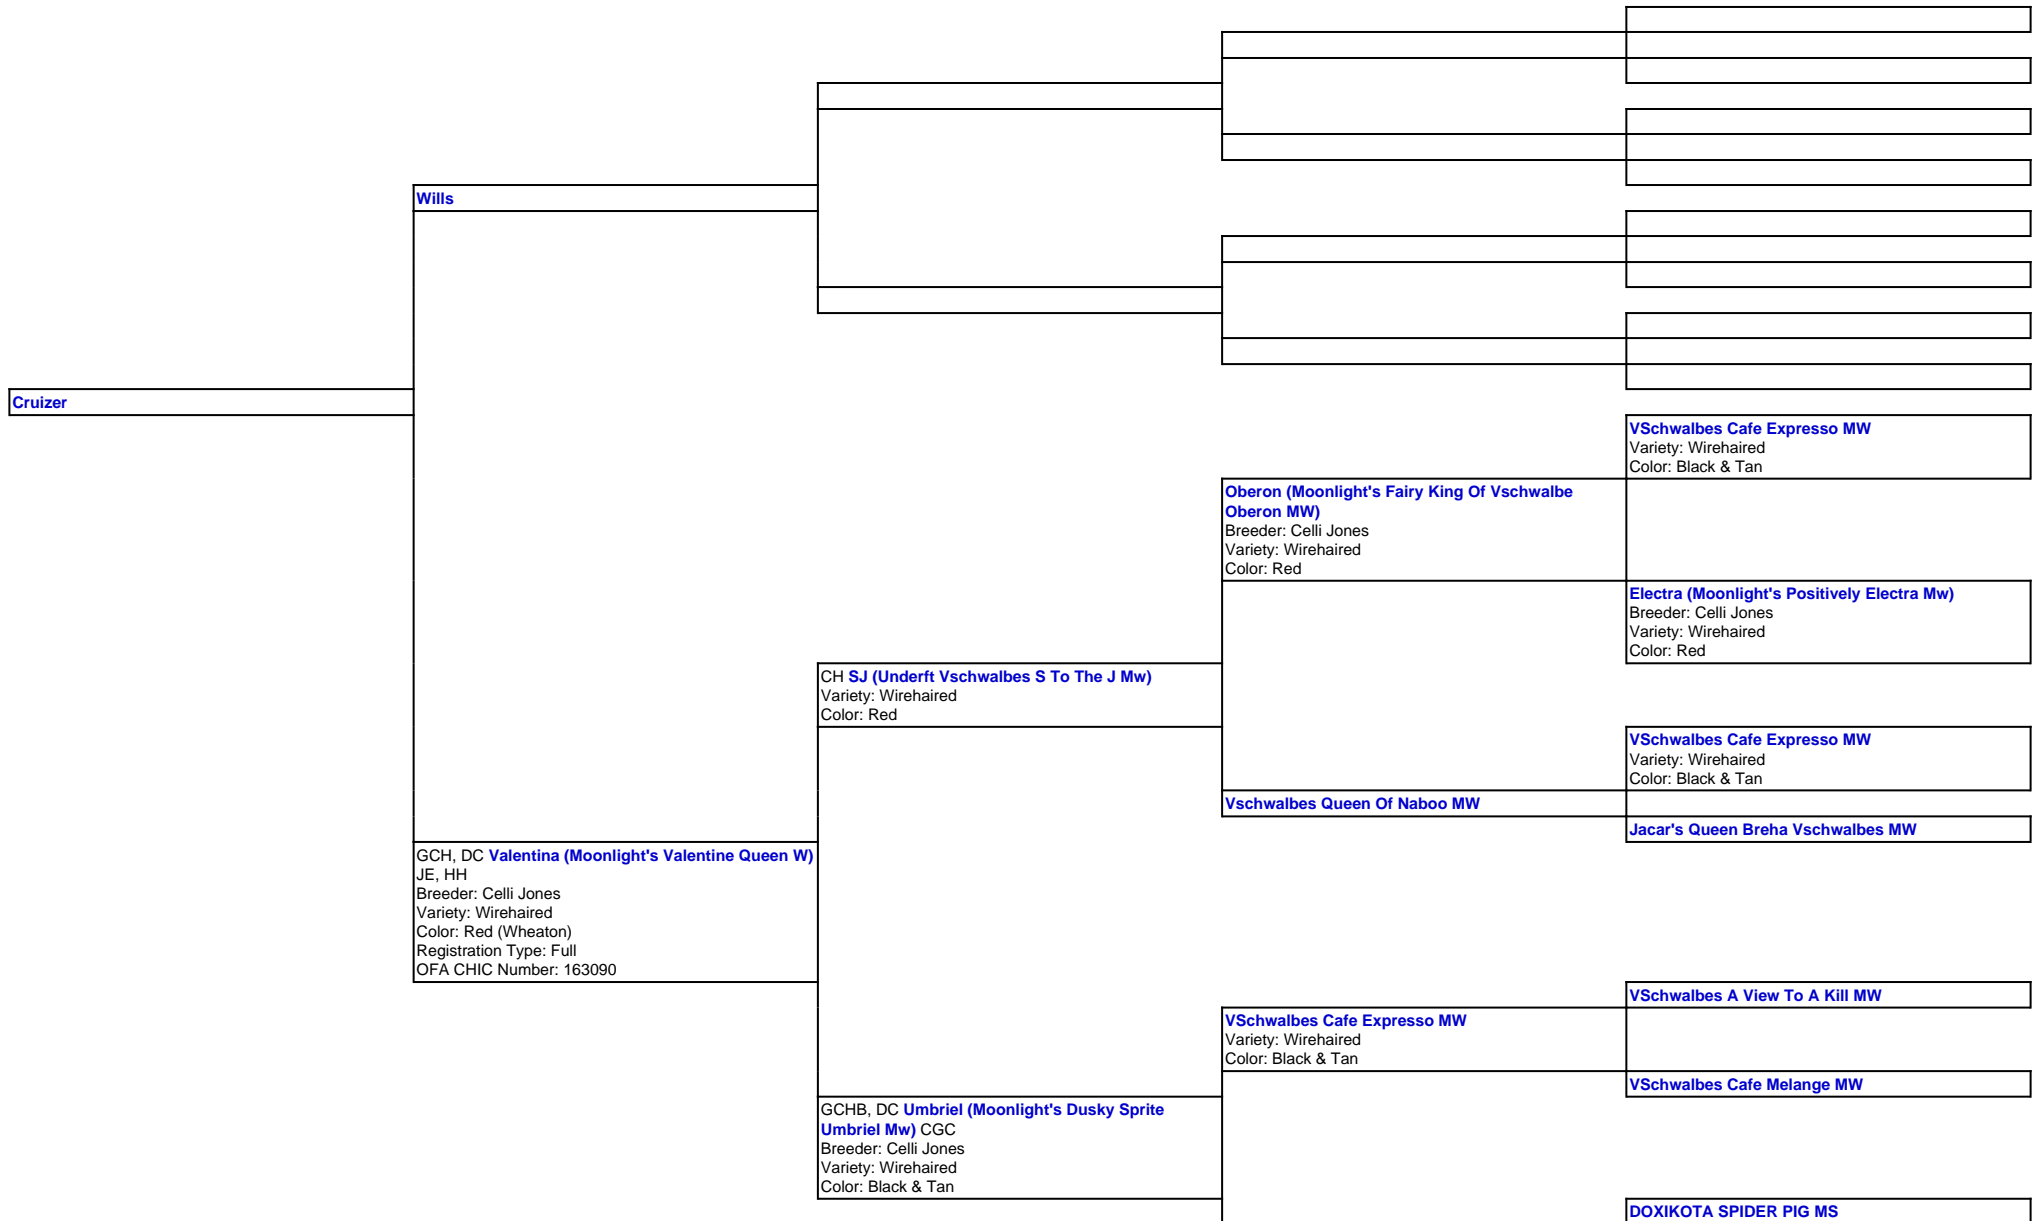 Wills
Cruizer
VSchwalbes Cafe Expresso MW
Variety: Wirehaired
Color: Black & Tan
Oberon (Moonlight's Fairy King Of Vschwalbe
Oberon MW)
Breeder: Celli Jones
Variety: Wirehaired
Color: Red
Electra (Moonlight's Positively Electra Mw)
Breeder: Celli Jones
Variety: Wirehaired
Color: Red
CH SJ (Underft Vschwalbes S To The J Mw)
Variety: Wirehaired
Color: Red
VSchwalbes Cafe Expresso MW
Variety: Wirehaired
Color: Black & Tan
Vschwalbes Queen Of Naboo MW
Jacar's Queen Breha Vschwalbes MW
GCH, DC Valentina (Moonlight's Valentine Queen W)
JE, HH
Breeder: Celli Jones
Variety: Wirehaired
Color: Red (Wheaton)
Registration Type: Full
OFA CHIC Number: 163090
VSchwalbes A View To A Kill MW
VSchwalbes Cafe Expresso MW
Variety: Wirehaired
Color: Black & Tan
VSchwalbes Cafe Melange MW
GCHB, DC Umbriel (Moonlight's Dusky Sprite
Umbriel Mw) CGC
Breeder: Celli Jones
Variety: Wirehaired
Color: Black & Tan
DOXIKOTA SPIDER PIG MS